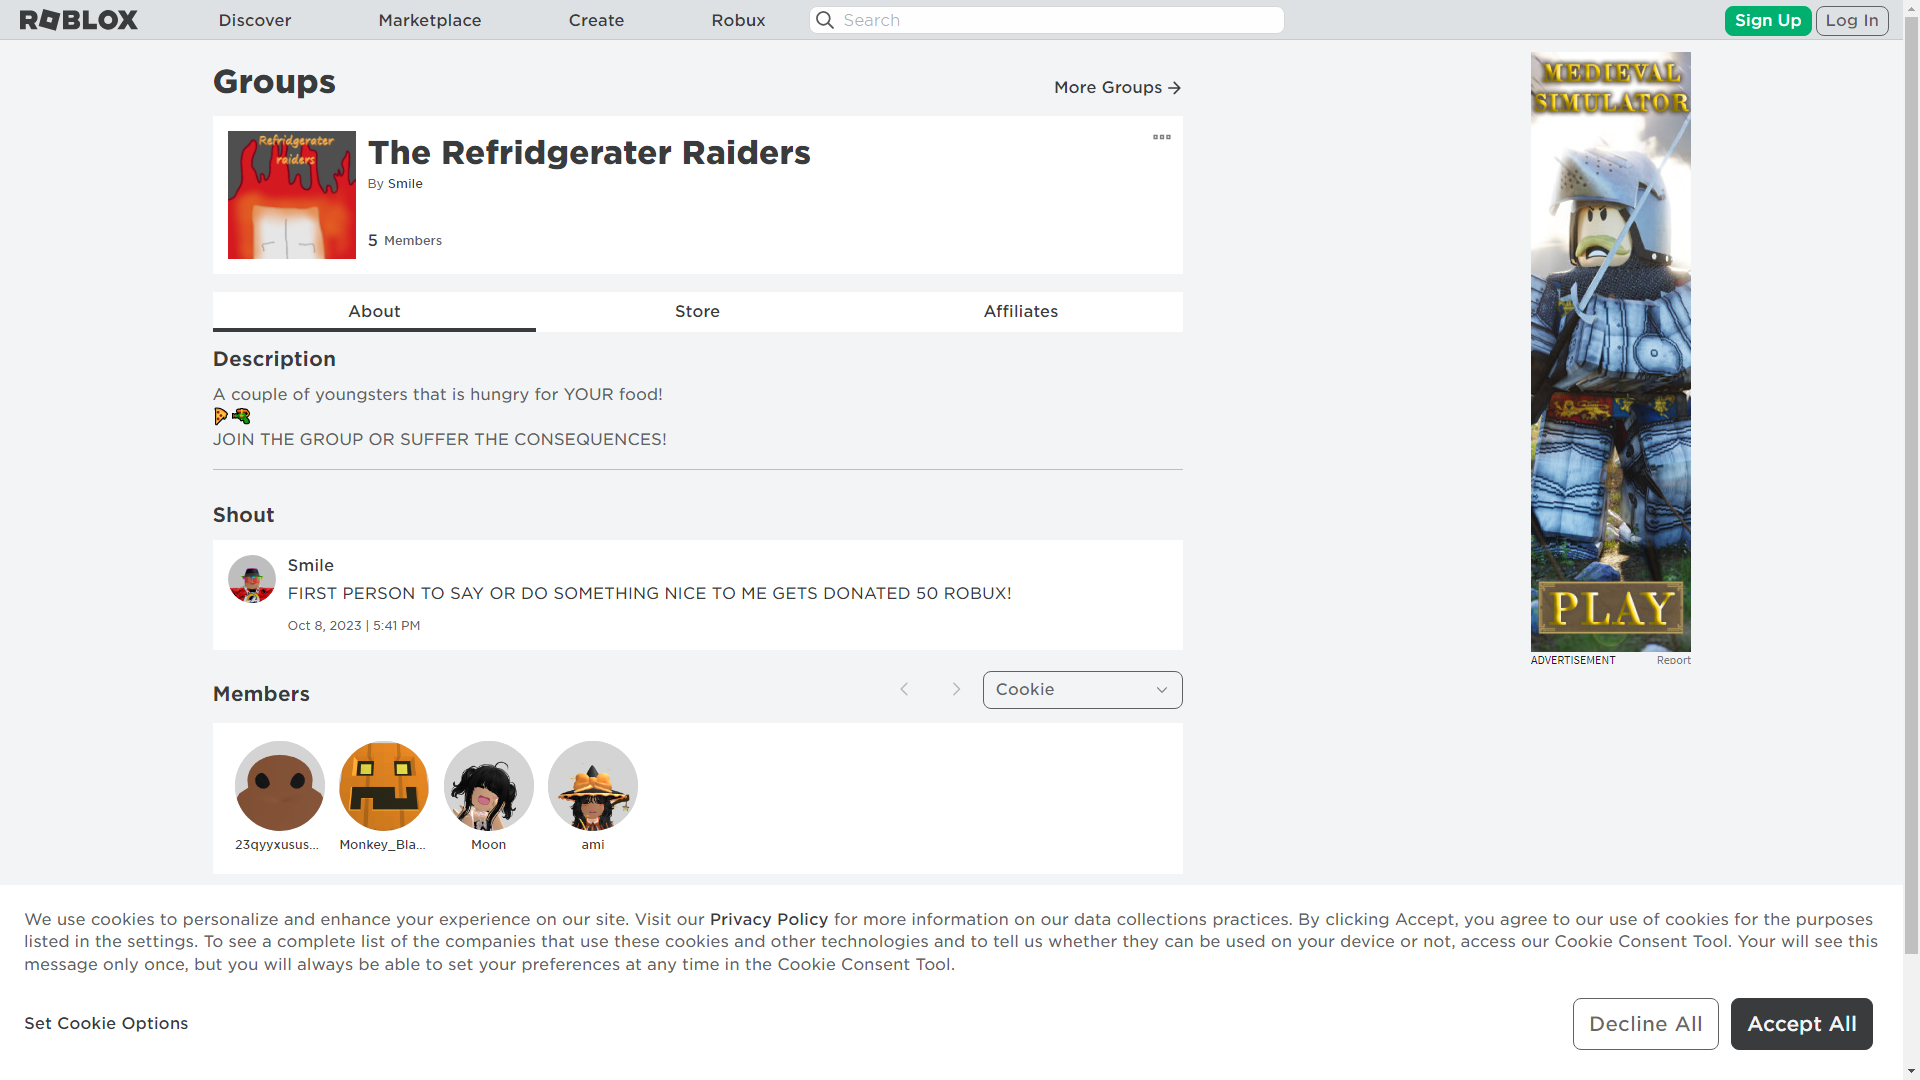 ROBLOX
Discover
Marketplace
Create
Robux
Search
Sign Up
Log In
Groups
More Groups
Refridgerater
raiders
The Refridgerater Raiders
By Smile
5 Members
About
Store
Affiliates
Description
A couple of youngsters that is hungry for YOUR food!
JOIN THE GROUP OR SUFFER THE CONSEQUENCES!
Shout
Smile
FIRST PERSON TO SAY OR DO SOMETHING NICE TO ME GETS DONATED 50 ROBUX!
Oct 8, 2023 | 5:41 PM
Members
Cookie
23qyyxusus...
Monkey_Bla...
Moon
ami
MEDIEVAL
SIMULATOR
PLAY
ADVERTISEMENT
Report
We use cookies to personalize and enhance your experience on our site. Visit our Privacy Policy for more information on our data collections practices. By clicking Accept, you agree to our use of cookies for the purposes
listed in the settings. To see a complete list of the companies that use these cookies and other technologies and to tell us whether they can be used on your device or not, access our Cookie Consent Tool. Your will see this
message only once, but you will always be able to set your preferences at any time in the Cookie Consent Tool.
Set Cookie Options
Decline All
Accept All